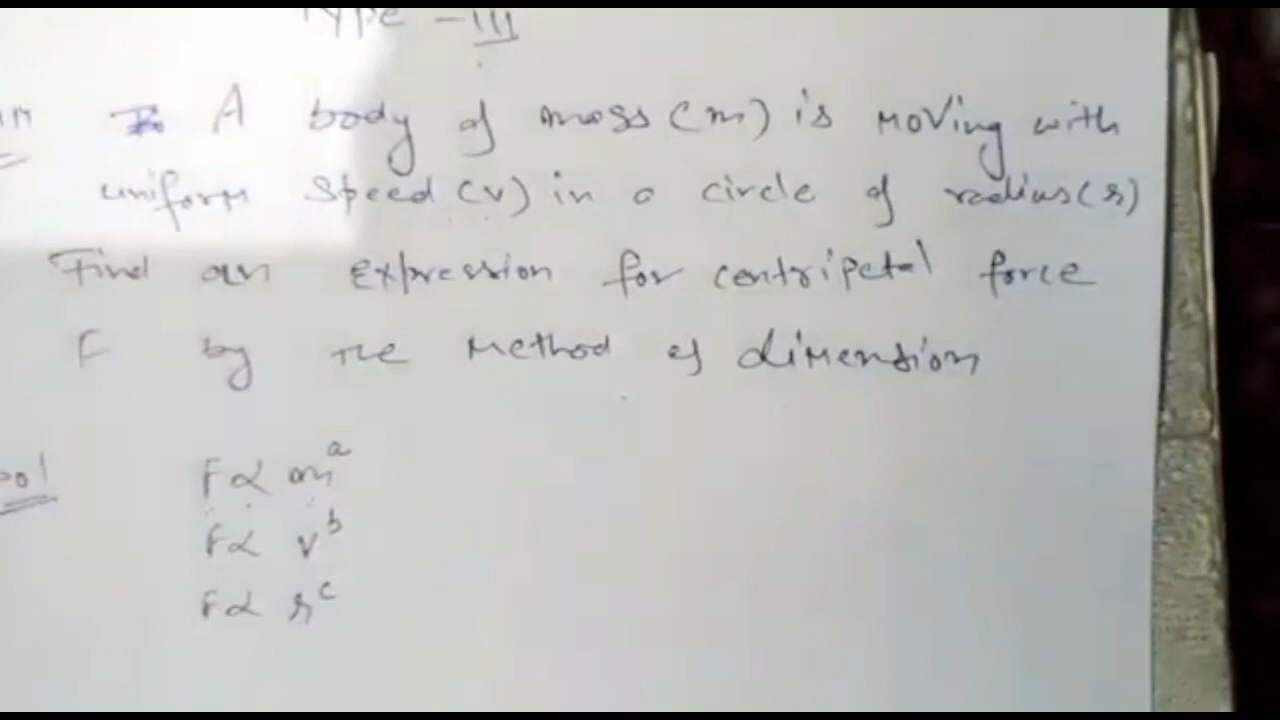 Type - III
A body of mass (m) is moving with
uniform speed (v) in a circle of radius (r)
Find an expression for centripetal force
F by the method of dimension
F∝ m^a
F∝ v^b
F∝ r^c